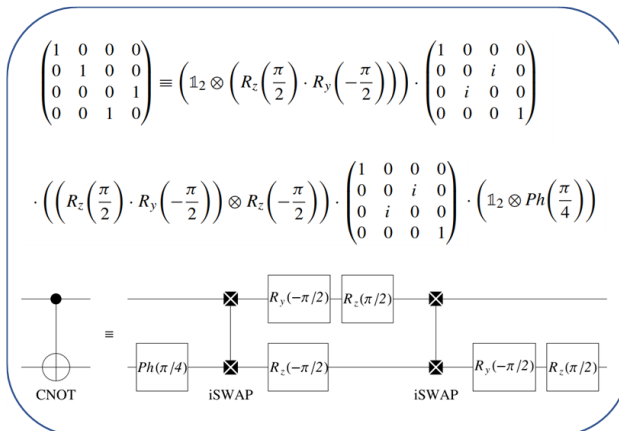 (1 0 0 0
0 1 0 0
0 0 0 1
0 0 1 0) ≡ (𝟙₂ ⊗ (R_z(π/2) · R_y(−π/2))) · (1 0 0 0
0 0 i 0
0 i 0 0
0 0 0 1)
· ((R_z(π/2) · R_y(−π/2)) ⊗ R_z(−π/2)) · (1 0 0 0
0 0 i 0
0 i 0 0
0 0 0 1) · (𝟙₂ ⊗ Ph(π/4))
R_y(−π/2) R_z(π/2)
≡
Ph(π/4) R_z(−π/2) R_y(−π/2) R_z(π/2)
CNOT iSWAP iSWAP